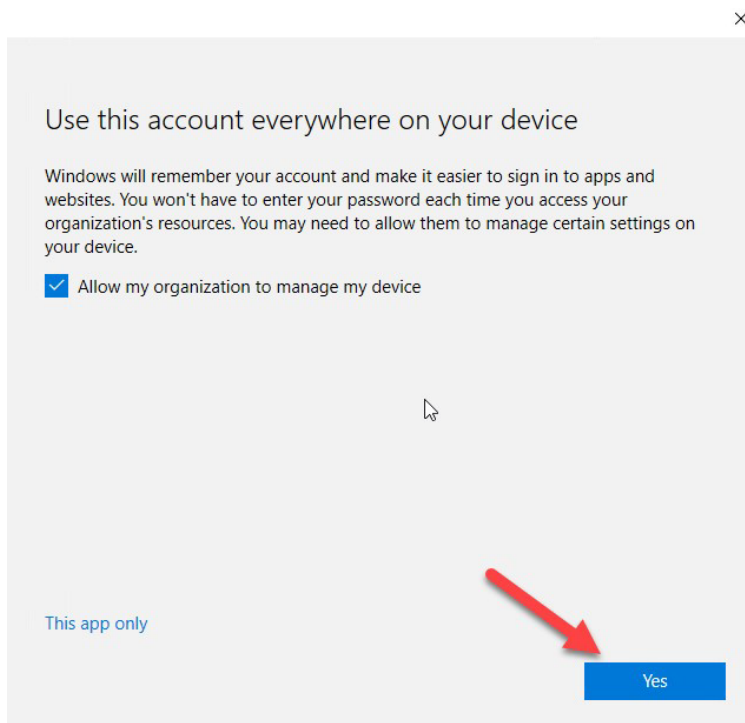 Use this account everywhere on your device
Windows will remember your account and make it easier to sign in to apps and
websites. You won't have to enter your password each time you access your
organization's resources. You may need to allow them to manage certain settings on
your device.
Allow my organization to manage my device
This app only
Yes